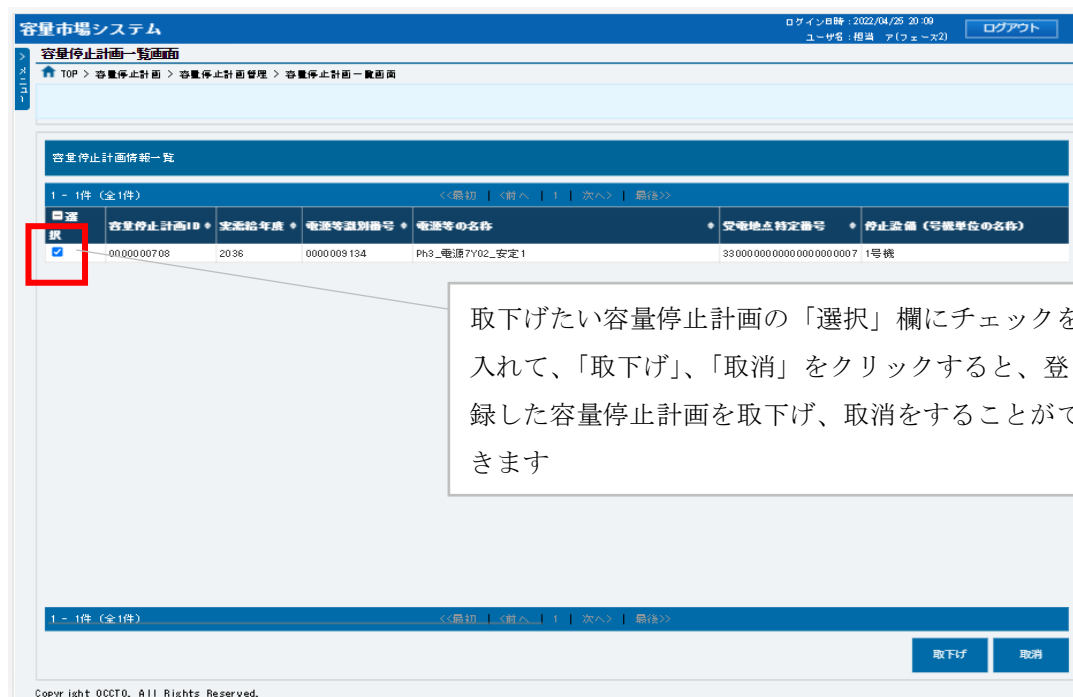 容量市場システム
ログイン日時:2022/04/25 20:09
ユーザ名:担当 ア(フェーズ2)
ログアウト
> メニュー
容量停止計画一覧画面
TOP > 容量停止計画 > 容量停止計画管理 > 容量停止計画一覧画面
容量停止計画情報一覧
1 - 1件 (全1件)
<<最初 | <前へ | 1 | 次へ> | 最後>>
選択 容量停止計画ID 実需給年度 電源等識別番号 電源等の名称 受電地点特定番号 停止設備(号機単位の名称)
0000000708 2036 0000009134 Ph3_電源7Y02_安定1 3300000000000000000007 1号機
取下げたい容量停止計画の「選択」欄にチェックを
入れて、「取下げ」、「取消」をクリックすると、登
録した容量停止計画を取下げ、取消をすることがで
きます
1 - 1件 (全1件)
<<最初 | <前へ | 1 | 次へ> | 最後>>
取下げ 取消
Copyright OCCTO. All Rights Reserved.